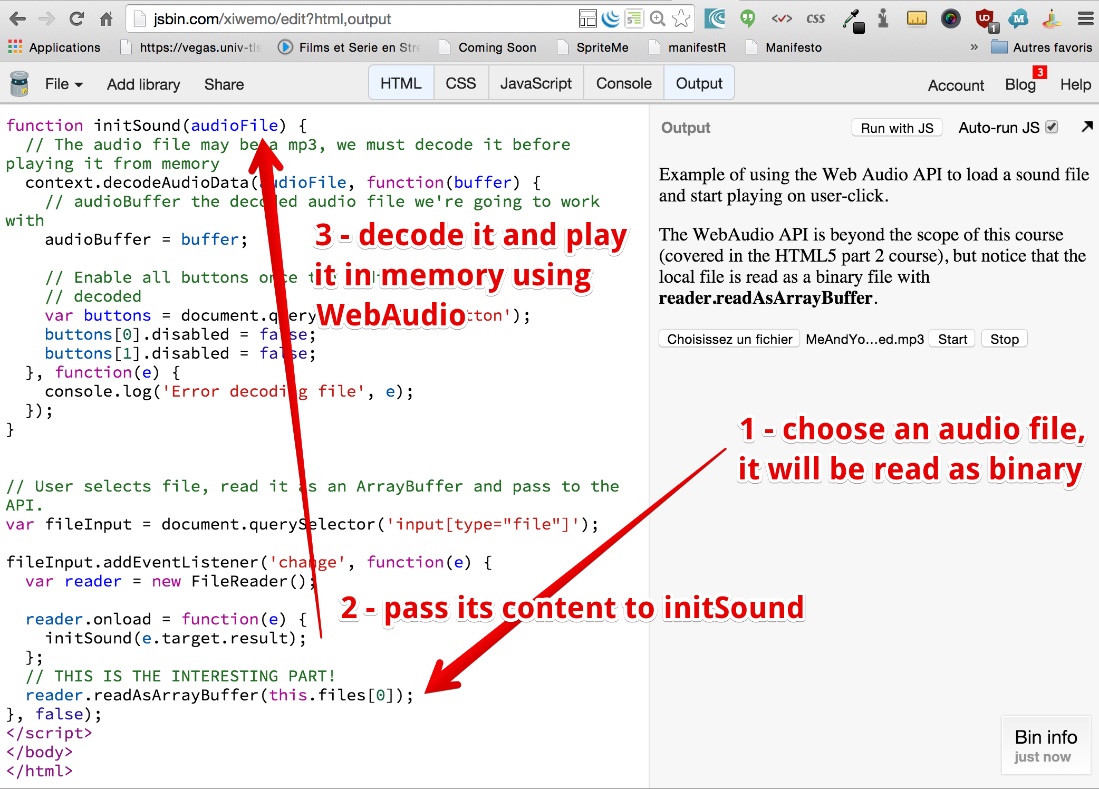 jsbin.com/xiwemo/edit?html,output
CSS
UD
1
M
Applications
https://vegas.univ-tls
Films et Serie en Stre
Coming Soon
SpriteMe
manifestR
Manifesto
»
Autres favoris
File
Add library
Share
HTML
CSS
JavaScript
Console
Output
Account
Blog
3
Help
function initSound(audioFile) {
// The audio file may be a mp3, we must decode it before
playing it from memory
context.decodeAudioData(audioFile, function(buffer) {
// audioBuffer the decoded audio file we're going to work
with
audioBuffer = buffer;
// Enable all buttons once
// decoded
var buttons = document.query tton');
buttons[0].disabled = false;
buttons[1].disabled = false;
}, function(e) {
console.log('Error decoding file', e);
});
}
// User selects file, read it as an ArrayBuffer and pass to the
API.
var fileInput = document.querySelector('input[type="file"]');
fileInput.addEventListener('change', function(e) {
var reader = new FileReader();
reader.onload = function(e) {
initSound(e.target.result);
};
// THIS IS THE INTERESTING PART!
reader.readAsArrayBuffer(this.files[0]);
}, false);
</script>
</body>
</html>
3 - decode it and play
it in memory using
WebAudio
2 - pass its content to initSound
Output
Run with JS
Auto-run JS
Example of using the Web Audio API to load a sound file
and start playing on user-click.
The WebAudio API is beyond the scope of this course
(covered in the HTML5 part 2 course), but notice that the
local file is read as a binary file with
reader.readAsArrayBuffer.
Choisissez un fichier
MeAndYo...ed.mp3
Start
Stop
1 - choose an audio file,
it will be read as binary
Bin info
just now